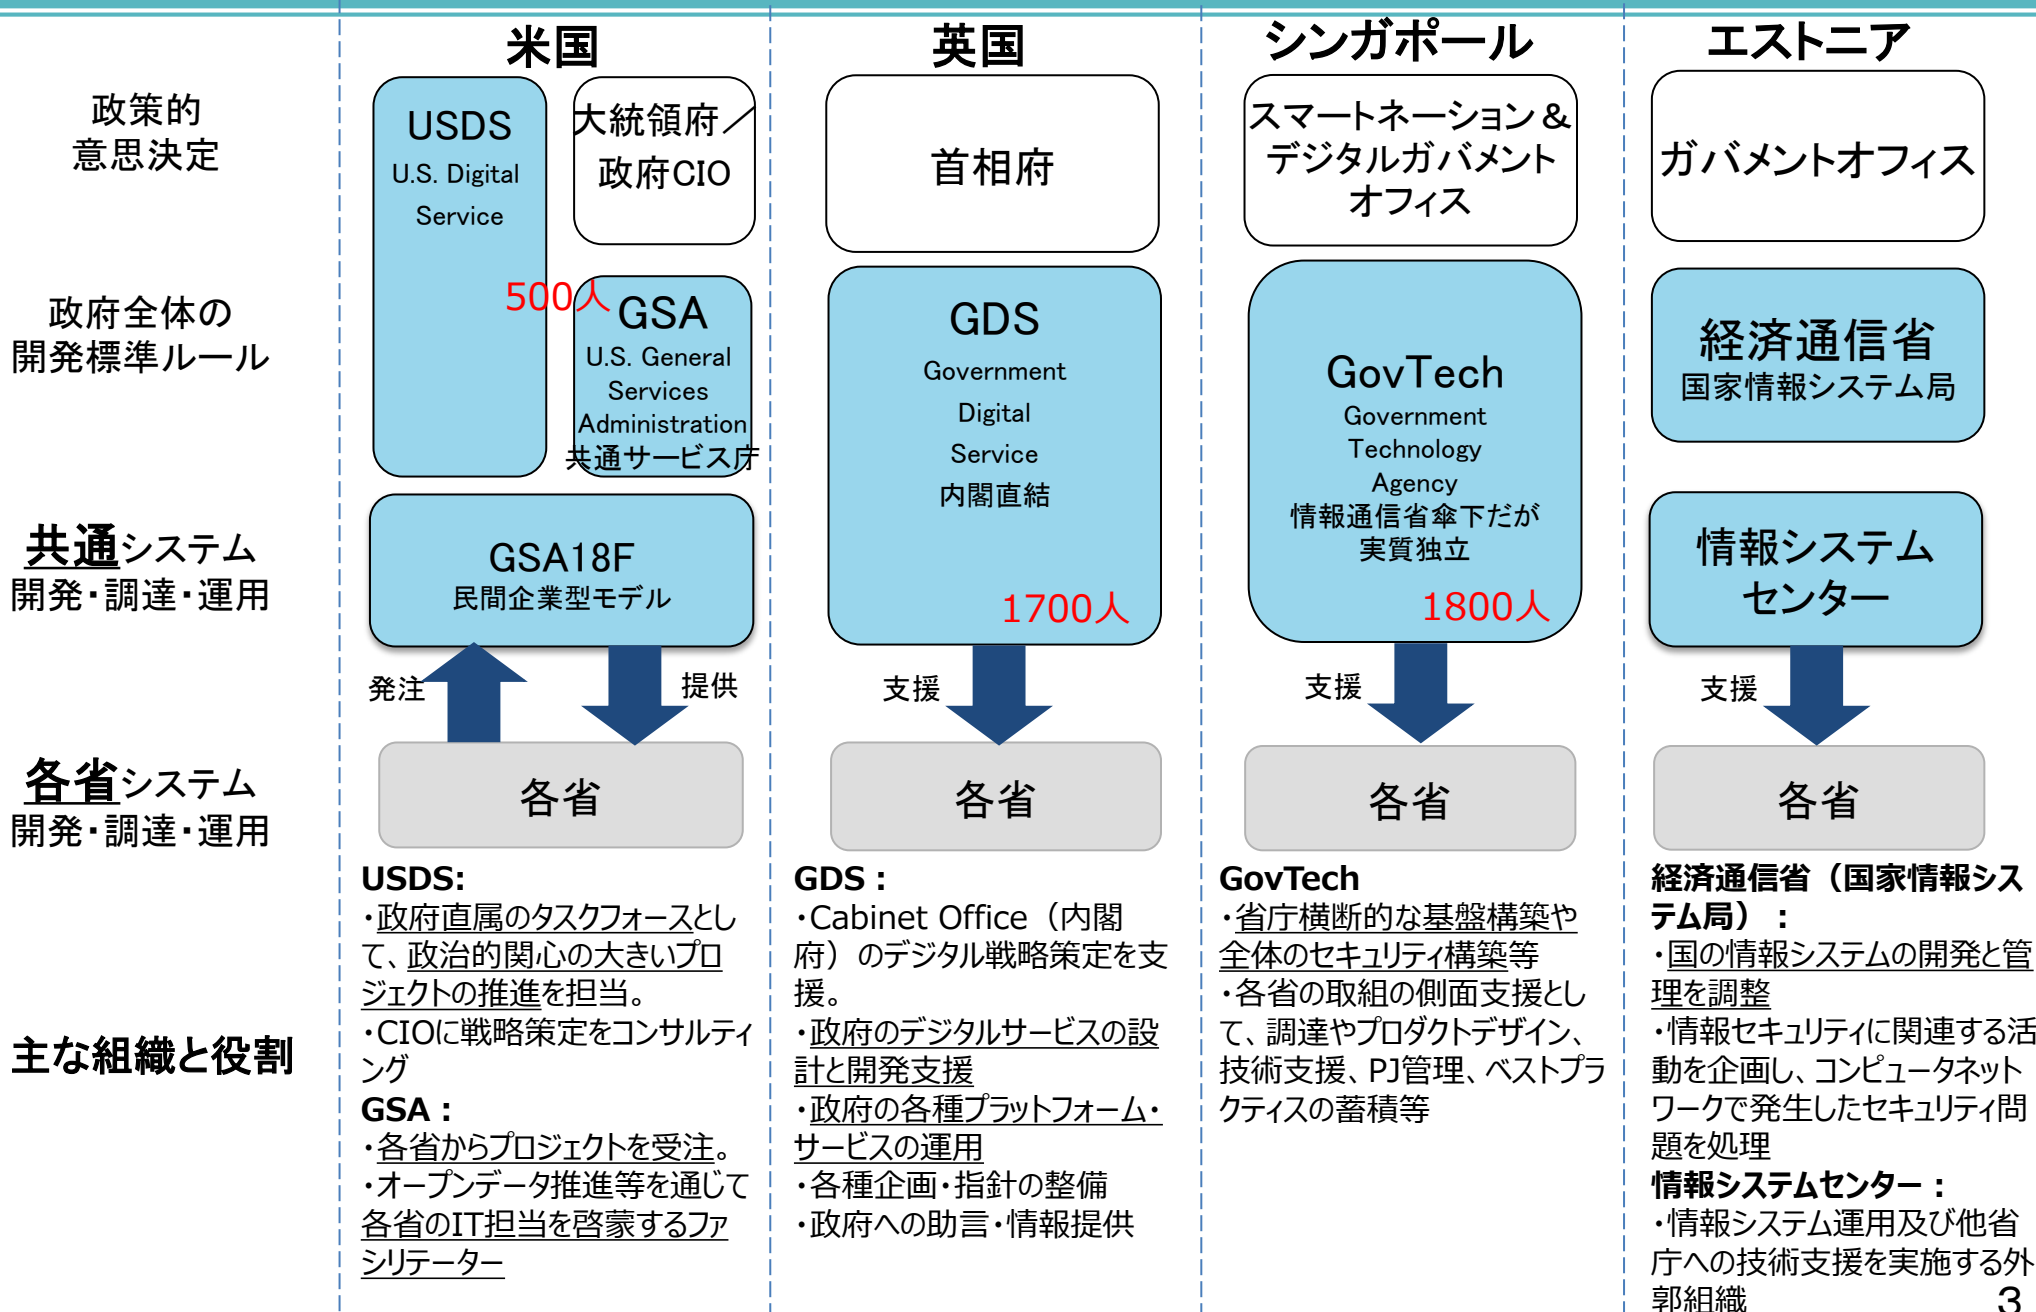 米国
英国
シンガポール
エストニア
政策的
意思決定
USDS
U.S. Digital
Service
大統領府／
政府CIO
首相府
スマートネーション＆
デジタルガバメント
オフィス
ガバメントオフィス
政府全体の
開発標準ルール
500人
GSA
U.S. General
Services
Administration
共通サービス庁
GDS
Government
Digital
Service
内閣直結
1700人
GovTech
Government
Technology
Agency
情報通信省傘下だが
実質独立
1800人
経済通信省
国家情報システム局
共通システム
開発・調達・運用
GSA18F
民間企業型モデル
情報システム
センター
発注
提供
支援
支援
支援
各省システム
開発・調達・運用
各省
各省
各省
各省
主な組織と役割
USDS:
・政府直属のタスクフォースとし
て、政治的関心の大きいプロ
ジェクトの推進を担当。
・CIOに戦略策定をコンサルティ
ング
GSA：
・各省からプロジェクトを受注。
・オープンデータ推進等を通じて
各省のIT担当を啓蒙するファ
シリテーター
GDS：
・Cabinet Office（内閣
府）のデジタル戦略策定を支
援。
・政府のデジタルサービスの設
計と開発支援
・政府の各種プラットフォーム・
サービスの運用
・各種企画・指針の整備
・政府への助言・情報提供
GovTech
・省庁横断的な基盤構築や
全体のセキュリティ構築等
・各省の取組の側面支援とし
て、調達やプロダクトデザイン、
技術支援、PJ管理、ベストプラ
クティスの蓄積等
経済通信省（国家情報シス
テム局）：
・国の情報システムの開発と管
理を調整
・情報セキュリティに関連する活
動を企画し、コンピュータネット
ワークで発生したセキュリティ問
題を処理
情報システムセンター：
・情報システム運用及び他省
庁への技術支援を実施する外
郭組織
3